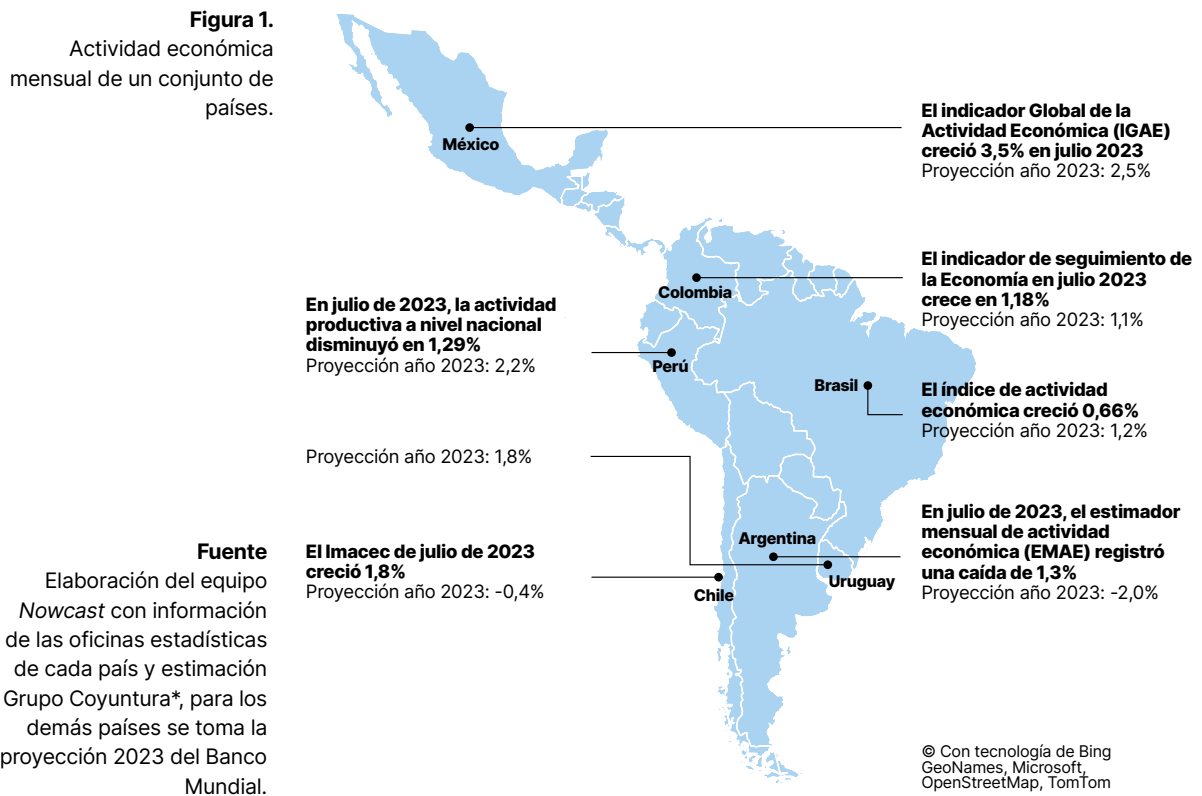 Figura 1.
Actividad económica
mensual de un conjunto de
países.
México
El indicador Global de la
Actividad Económica (IGAE)
creció 3,5% en julio 2023
Proyección año 2023: 2,5%
Colombia
El indicador de seguimiento de
la Economía en julio 2023
crece en 1,18%
Proyección año 2023: 1,1%
En julio de 2023, la actividad
productiva a nivel nacional
disminuyó en 1,29%
Proyección año 2023: 2,2%
Perú
Brasil
El índice de actividad
económica creció 0,66%
Proyección año 2023: 1,2%
Proyección año 2023: 1,8%
Uruguay
Argentina
En julio de 2023, el estimador
mensual de actividad
económica (EMAE) registró
una caída de 1,3%
Proyección año 2023: -2,0%
El Imacec de julio de 2023
creció 1,8%
Proyección año 2023: -0,4%
Chile
Fuente
Elaboración del equipo
Nowcast con información
de las oficinas estadísticas
de cada país y estimación
Grupo Coyuntura*, para los
demás países se toma la
proyección 2023 del Banco
Mundial.
© Con tecnología de Bing
GeoNames, Microsoft,
OpenStreetMap, TomTom